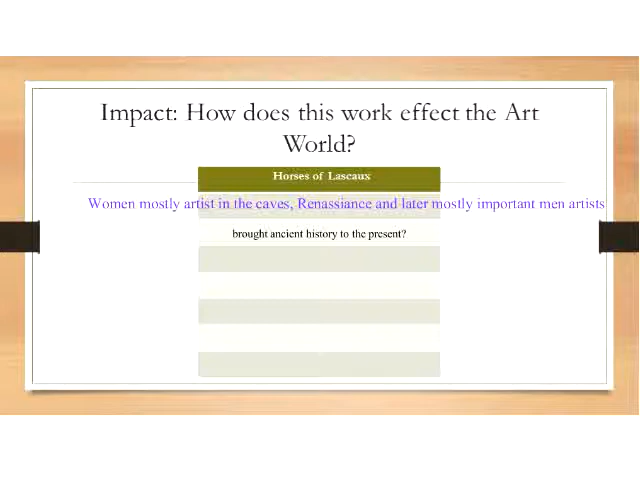 Impact: How does this work effect the Art
World?
Horses of Lascaux
Women mostly artist in the caves, Renassiance and later mostly important men artists
brought ancient history to the present?